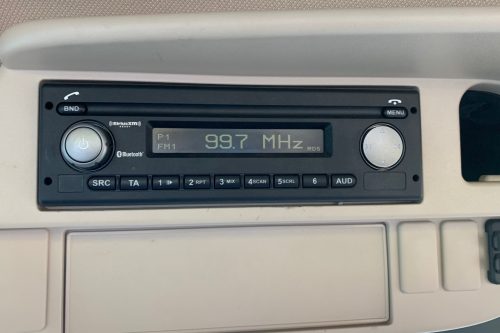 BND
((SiriusXM))
READY
MENU
P1
FM1
99.7 MHz
Bluetooth®
SRC TA 1 2 RPT 3 MIX 4 SCAN 5 SCRL 6 AUD